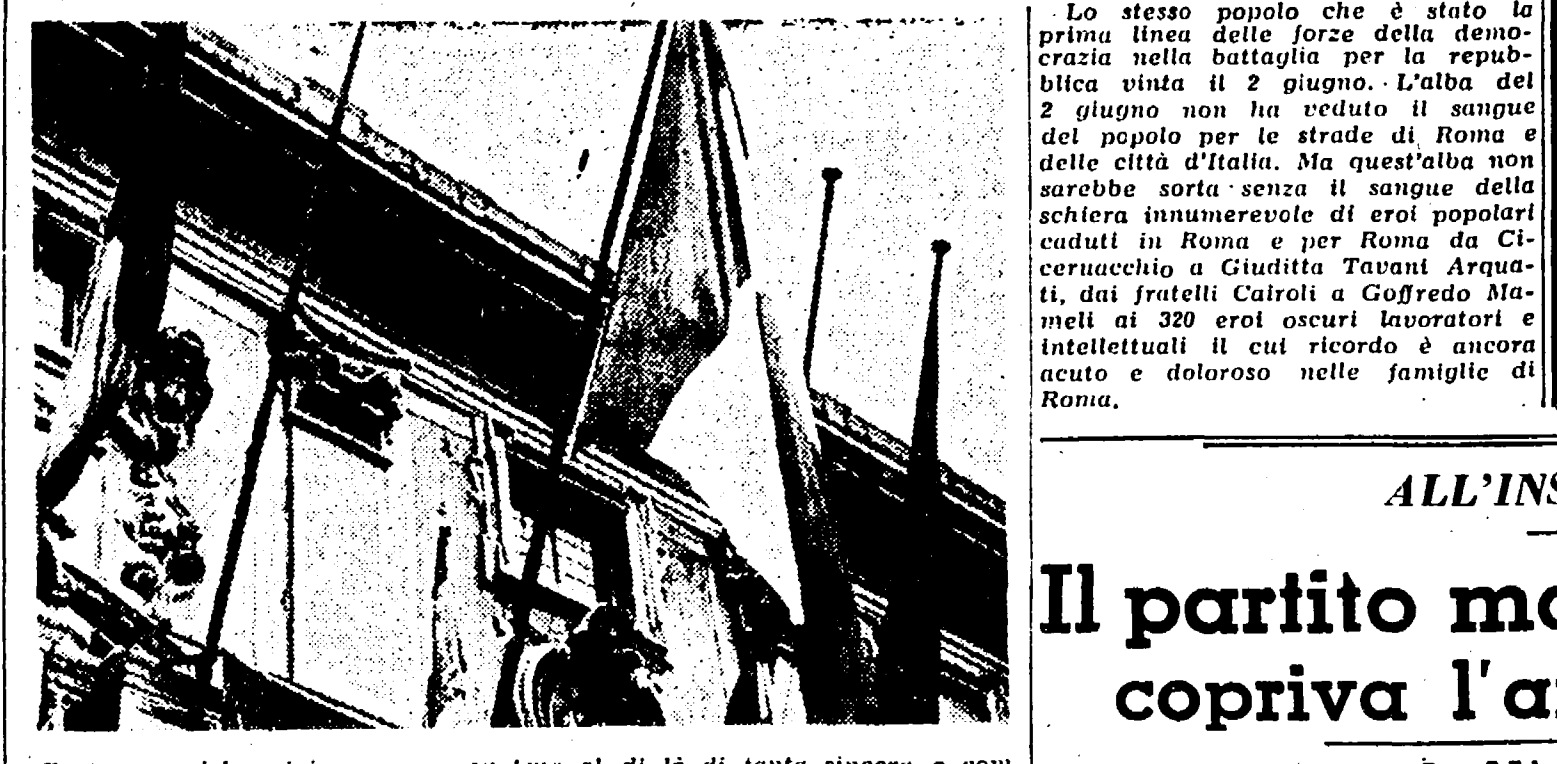 Lo stesso popolo che è stato la
prima linea delle forze della demo-
crazia nella battaglia per la repub-
blica vinta il 2 giugno. L'alba del
2 giugno non ha veduto il sangue
del popolo per le strade di Roma e
delle città d'Italia. Ma quest'alba non
sarebbe sorta senza il sangue della
schiera innumerevole di eroi popolari
caduti in Roma e per Roma da Ci-
ceruacchio a Giuditta Tavani Arqua-
ti, dai fratelli Cairoli a Goffredo Ma-
meli ai 320 eroi oscuri lavoratori e
intellettuali il cui ricordo è ancora
acuto e doloroso nelle famiglie di
Roma.
ALL'INS
Il partito mo
copriva l'a
di là di tanta sincera e